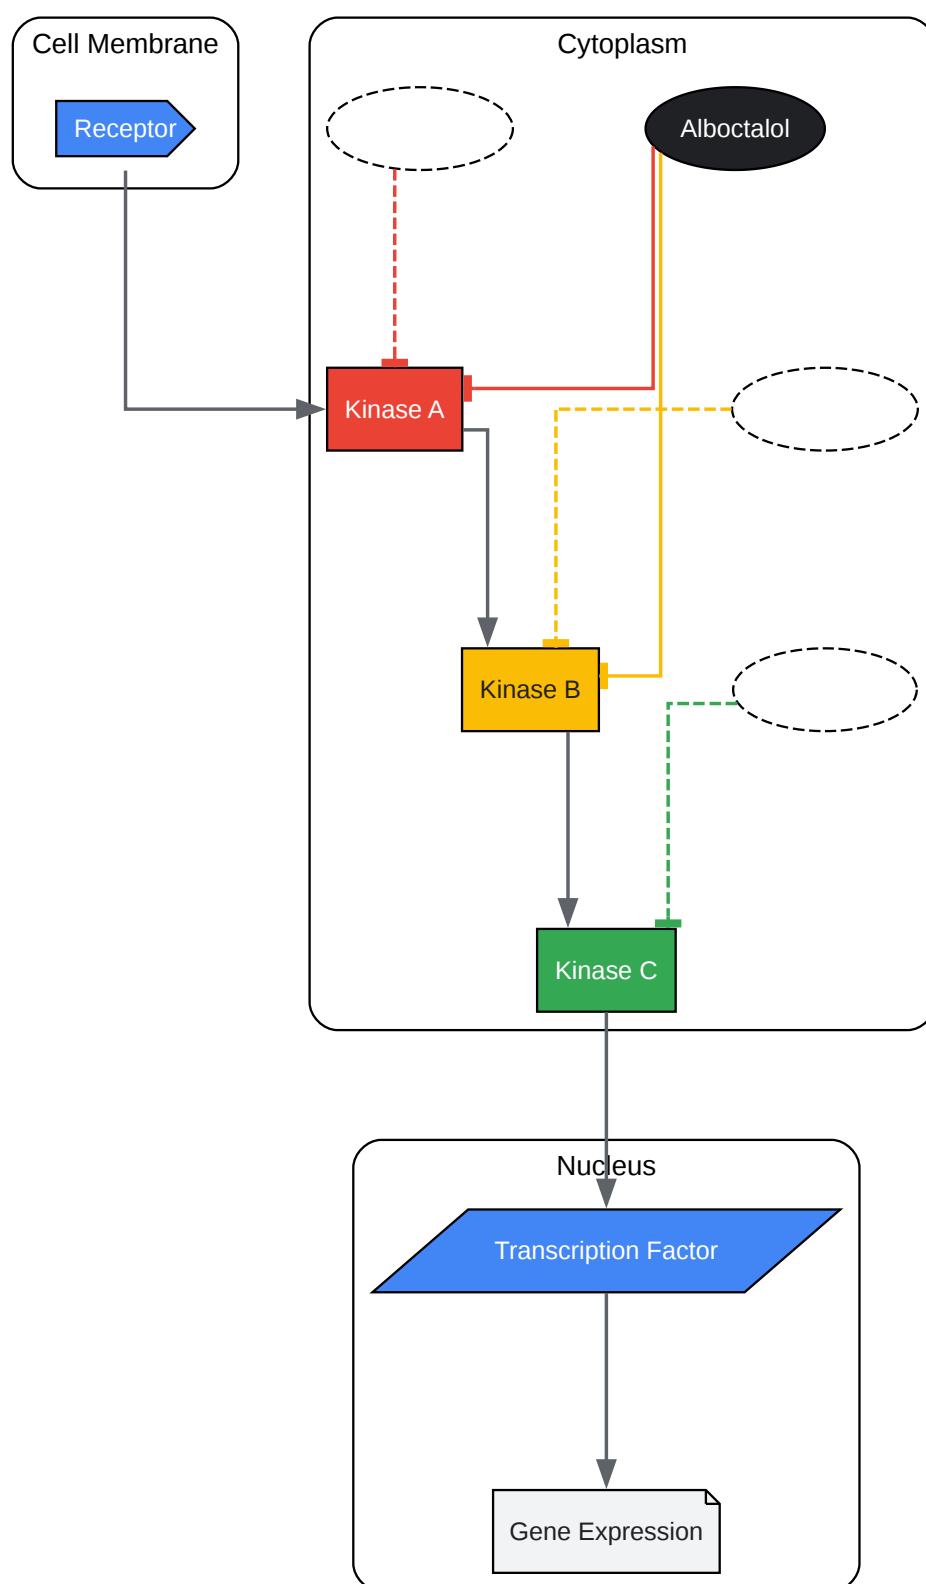 Cell Membrane
Cytoplasm
Receptor
Alboctalol
Kinase A
Kinase B
Kinase C
Nucleus
Transcription Factor
Gene Expression